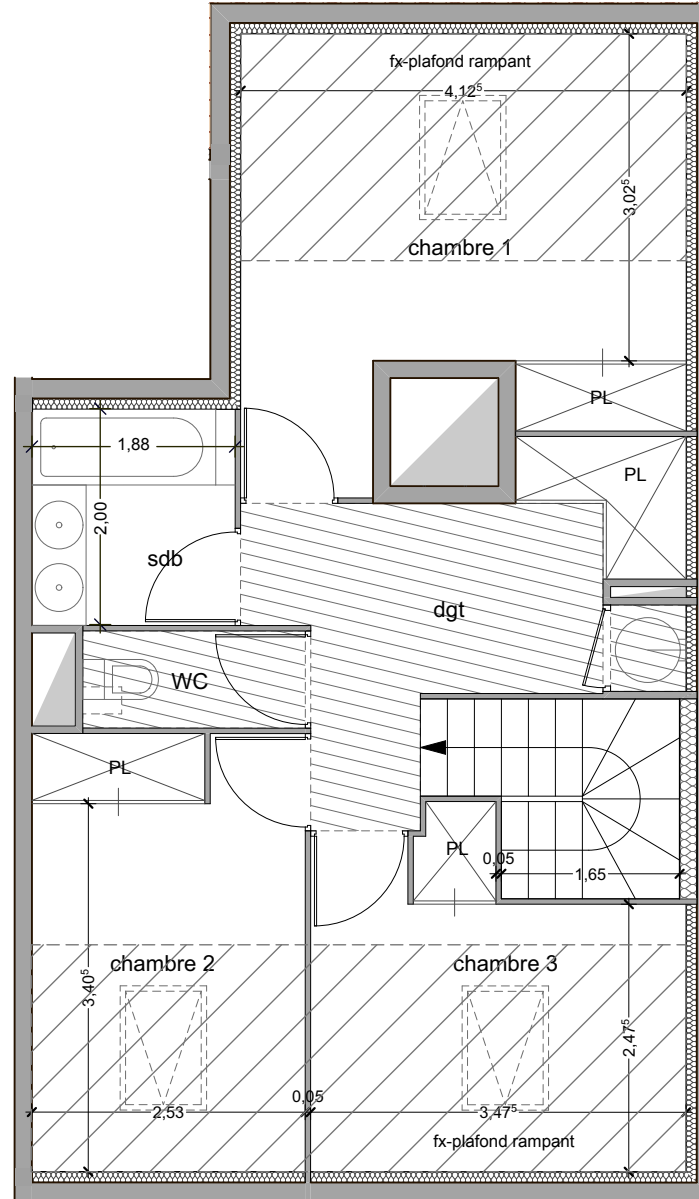 fx-plafond rampant
4,12⁵
3,02⁵
chambre 1
PL
PL
1,88
2,00
sdb
dgt
WC
PL
PL
0,05
1,65
chambre 2
chambre 3
3,40⁵
2,47⁵
0,05
2,53
3,47⁵
fx-plafond rampant